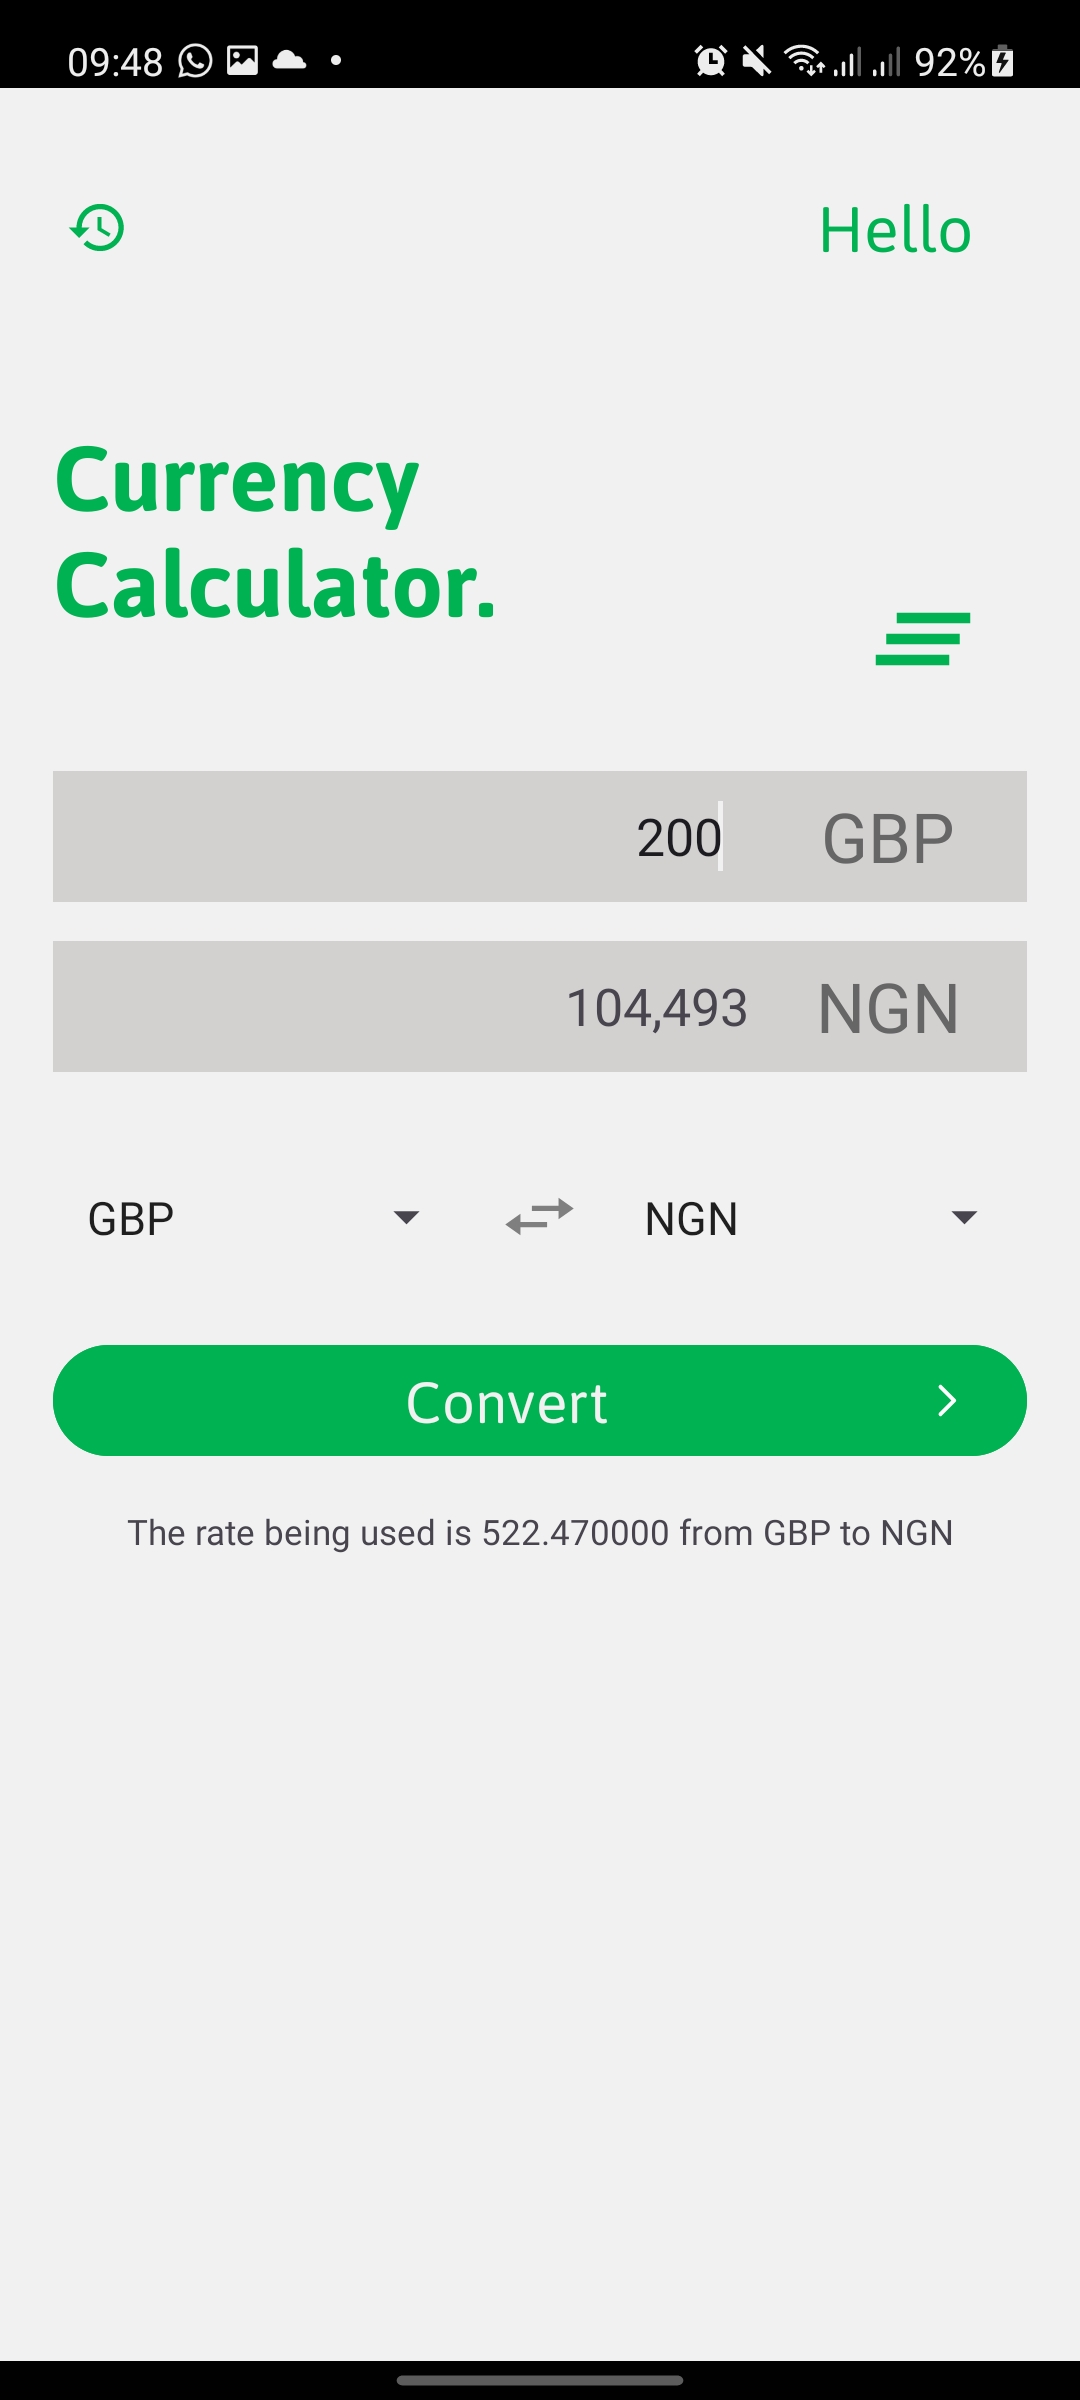 09:48 92%
Hello
Currency
Calculator.
200 GBP
104,493 NGN
GBP NGN
Convert
The rate being used is 522.470000 from GBP to NGN